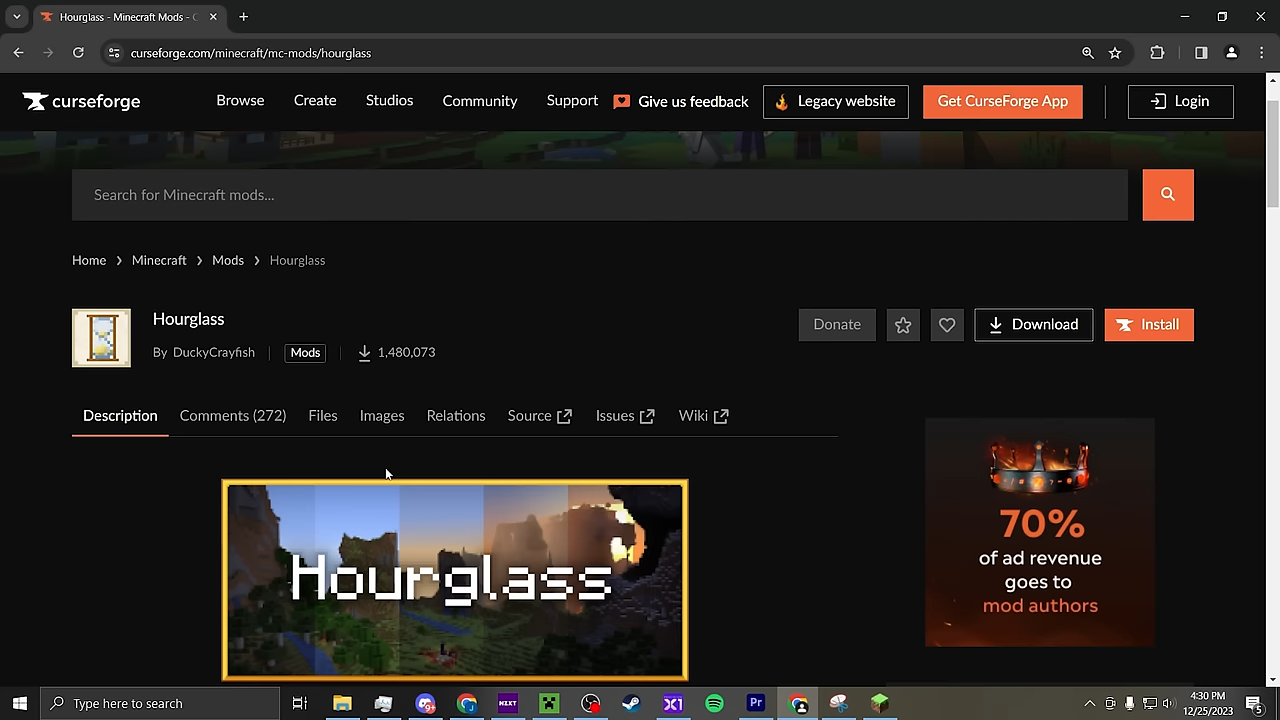 Hourglass - Minecraft Mods - C
curseforge.com/minecraft/mc-mods/hourglass
curseforge
Browse
Create
Studios
Community
Support
Give us feedback
Legacy website
Get CurseForge App
Login
Search for Minecraft mods...
Home > Minecraft > Mods > Hourglass
Hourglass
Donate
Download
Install
By DuckyCrayfish
Mods
1,480,073
Description
Comments (272)
Files
Images
Relations
Source
Issues
Wiki
Hourglass
70%
of ad revenue
goes to
mod authors
Type here to search
NZXT
Pr
4:30 PM
12/25/2023